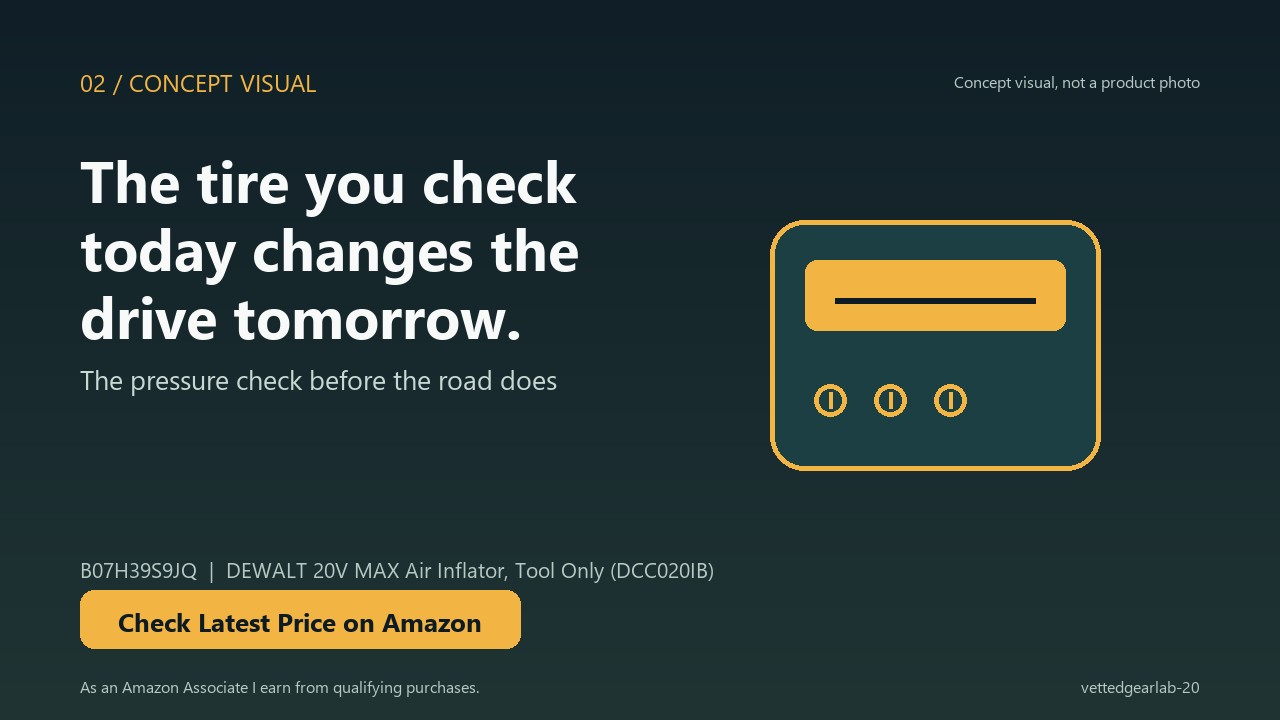 02 / CONCEPT VISUAL
Concept visual, not a product photo
The tire you check
today changes the
drive tomorrow.
The pressure check before the road does
B07H39S9JQ | DEWALT 20V MAX Air Inflator, Tool Only (DCC020IB)
Check Latest Price on Amazon
As an Amazon Associate I earn from qualifying purchases.
vettedgearlab-20